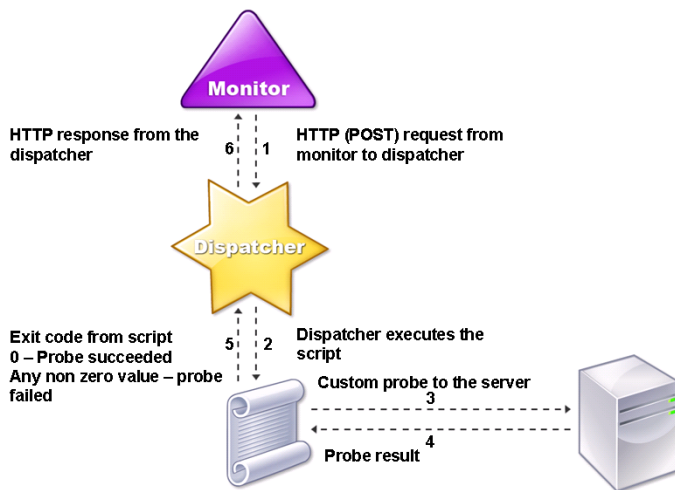 Monitor
HTTP response from the
dispatcher
6
1
HTTP (POST) request from
monitor to dispatcher
Dispatcher
Exit code from script
0 – Probe succeeded
Any non zero value – probe
failed
5
2
Dispatcher executes the
script
Custom probe to the server
3
4
Probe result